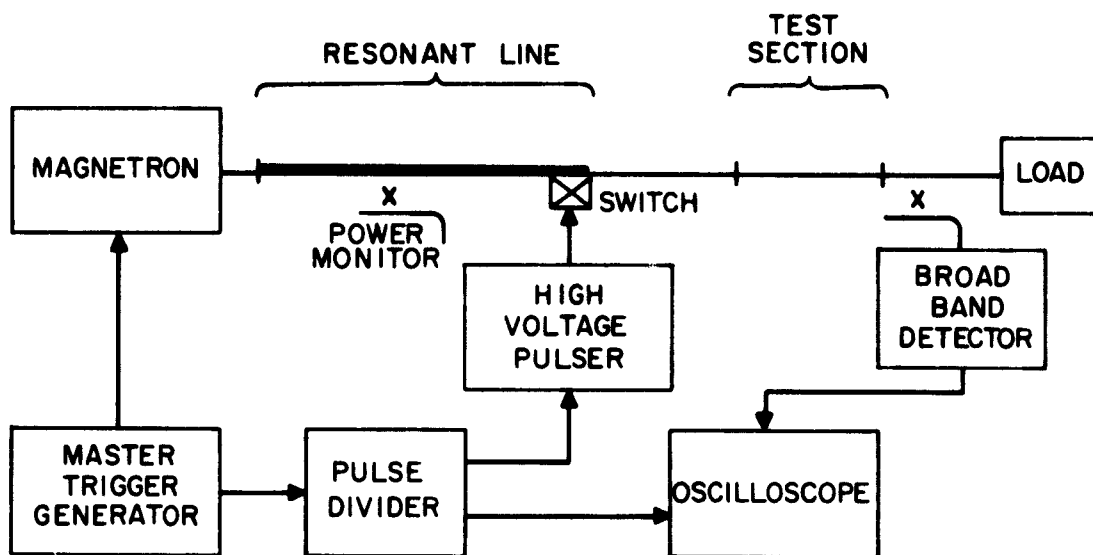 RESONANT LINE
TEST
SECTION
MAGNETRON
LOAD
X
SWITCH
X
POWER
MONITOR
HIGH
VOLTAGE
PULSER
BROAD
BAND
DETECTOR
MASTER
TRIGGER
GENERATOR
PULSE
DIVIDER
OSCILLOSCOPE